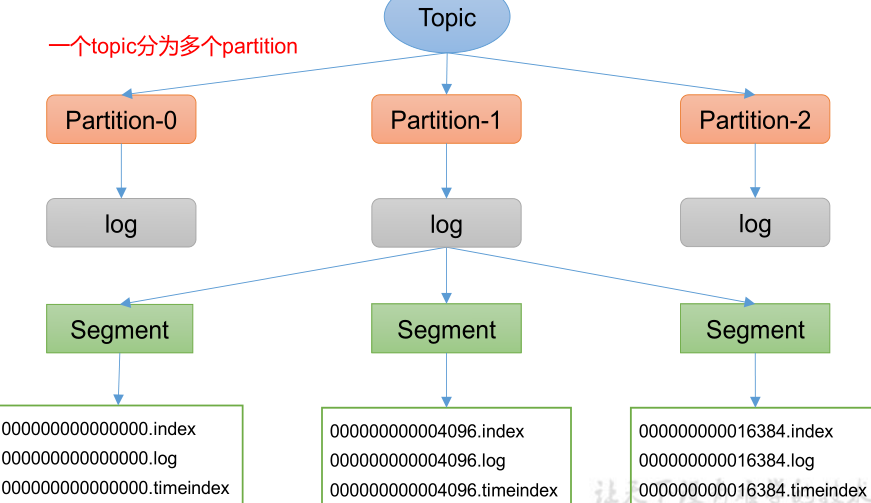 Topic
一个topic分为多个partition
Partition-0
Partition-1
Partition-2
log
log
log
Segment
Segment
Segment
000000000000000.index
000000000000000.log
000000000000000.timeindex
000000000004096.index
000000000004096.log
000000000004096.timeindex
000000000016384.index
000000000016384.log
000000000016384.timeindex